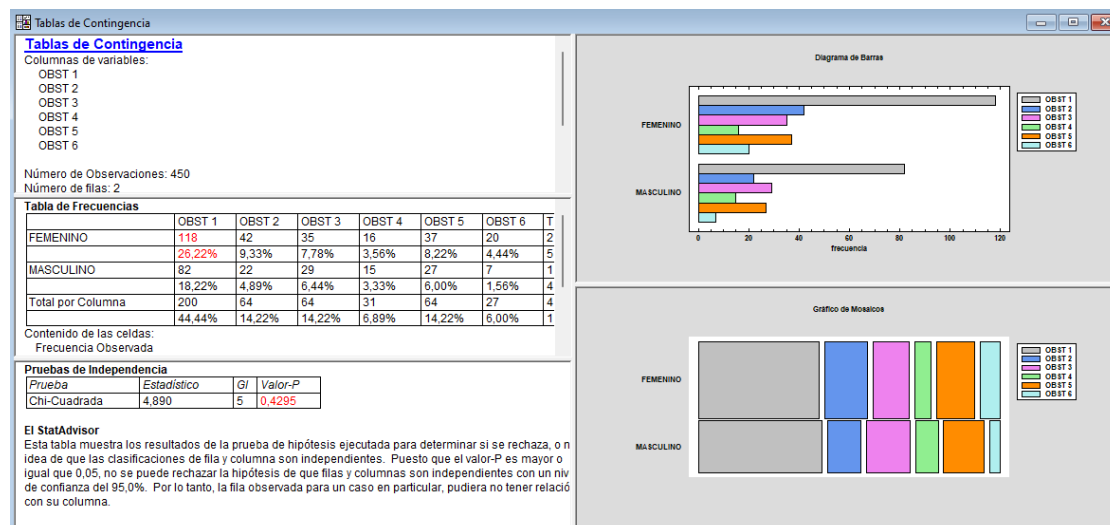 Tablas de Contingencia
Tablas de Contingencia
Columnas de variables:
OBST 1
OBST 2
OBST 3
OBST 4
OBST 5
OBST 6
Número de Observaciones: 450
Número de filas: 2
Tabla de Frecuencias
OBST 1 OBST 2 OBST 3 OBST 4 OBST 5 OBST 6 T
FEMENINO 118 42 35 16 37 20 2
26,22% 9,33% 7,78% 3,56% 8,22% 4,44% 5
MASCULINO 82 22 29 15 27 7 1
18,22% 4,89% 6,44% 3,33% 6,00% 1,56% 4
Total por Columna 200 64 64 31 64 27 4
44,44% 14,22% 14,22% 6,89% 14,22% 6,00% 1
Contenido de las celdas:
Frecuencia Observada
Pruebas de Independencia
Prueba Estadístico Gl Valor-P
Chi-Cuadrada 4,890 5 0,4295
El StatAdvisor
Esta tabla muestra los resultados de la prueba de hipótesis ejecutada para determinar si se rechaza, o n
idea de que las clasificaciones de fila y columna son independientes. Puesto que el valor-P es mayor o
igual que 0,05, no se puede rechazar la hipótesis de que filas y columnas son independientes con un niv
de confianza del 95,0%. Por lo tanto, la fila observada para un caso en particular, pudiera no tener relació
con su columna.
Diagrama de Barras
FEMENINO
MASCULINO
0 20 40 60 80 100 120
frecuencia
OBST 1
OBST 2
OBST 3
OBST 4
OBST 5
OBST 6
Gráfico de Mosaicos
FEMENINO
MASCULINO
OBST 1
OBST 2
OBST 3
OBST 4
OBST 5
OBST 6